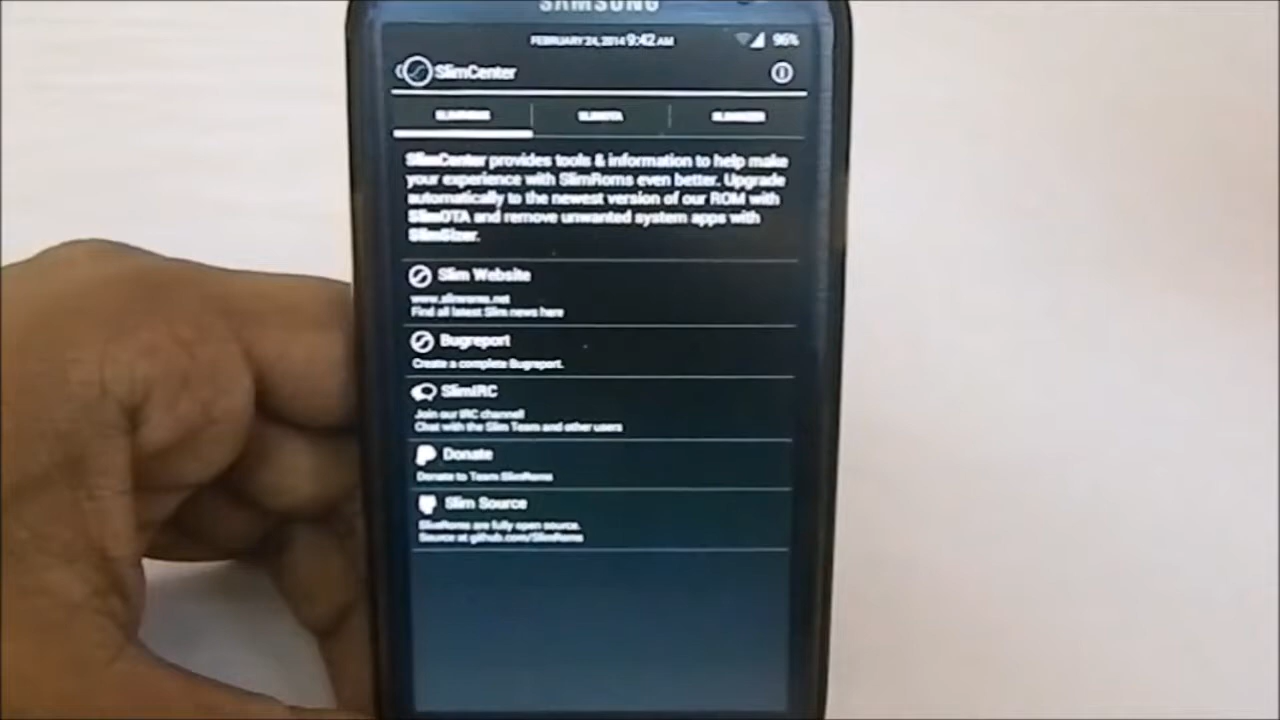 SAMSUNG
FEBRUARY 24, 2014 9:42 AM 96%
SlimCenter
SLIMROMS SLIMOTA SLIMSIZER
SlimCenter provides tools & information to help make
your experience with SlimRoms even better. Upgrade
automatically to the newest version of our ROM with
SlimOTA and remove unwanted system apps with
SlimSizer.
Slim Website
www.slimroms.net
Find all latest Slim news here
Bugreport
Create a complete Bugreport.
SlimIRC
Join our IRC channel!
Chat with the Slim Team and other users
Donate
Donate to Team SlimRoms
Slim Source
SlimRoms are fully open source.
Source at github.com/SlimRoms